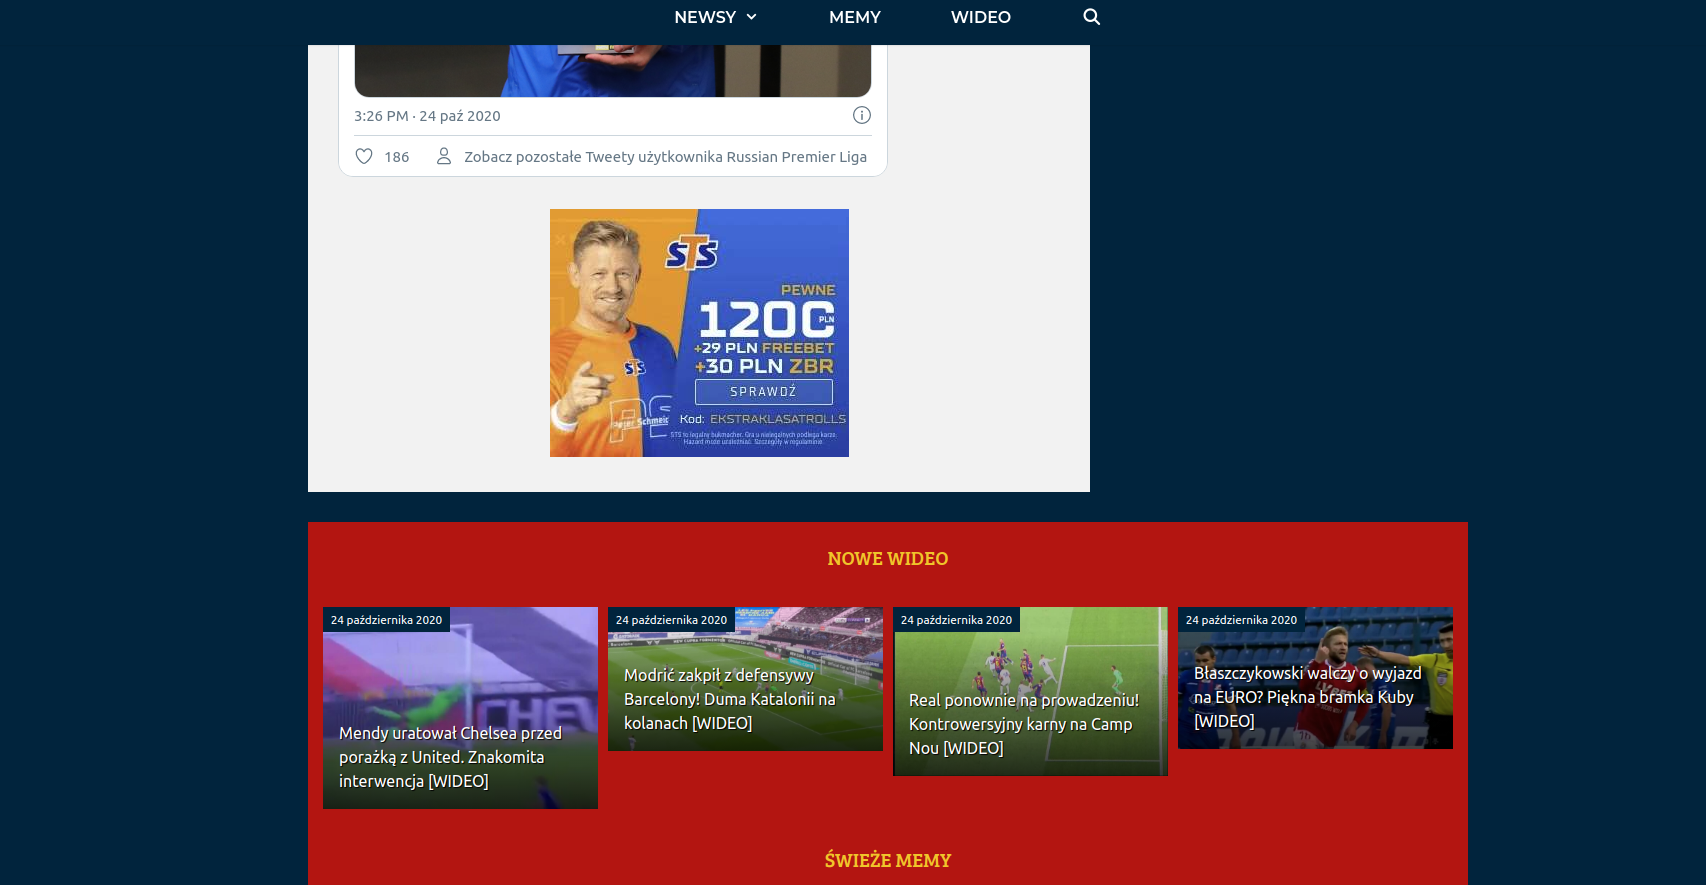 NEWSY
MEMY
WIDEO
3:26 PM · 24 paź 2020
186
Zobacz pozostałe Tweety użytkownika Russian Premier Liga
STS
PEWNE
1200 PLN
+29 PLN FREEBET
+30 PLN ZBR
STS
SPRAWDŹ
Kod: EKSTRAKLASATROLLS
STS to legalny bukmacher. Gra u nielegalnych podlega karze.
Hazard może uzależniać. Szczegóły w regulaminie.
NOWE WIDEO
24 października 2020
Mendy uratował Chelsea przed
porażką z United. Znakomita
interwencja [WIDEO]
24 października 2020
Modrić zakpił z defensywy
Barcelony! Duma Katalonii na
kolanach [WIDEO]
24 października 2020
Real ponownie na prowadzeniu!
Kontrowersyjny karny na Camp
Nou [WIDEO]
24 października 2020
Błaszczykowski walczy o wyjazd
na EURO? Piękna bramka Kuby
[WIDEO]
ŚWIEŻE MEMY